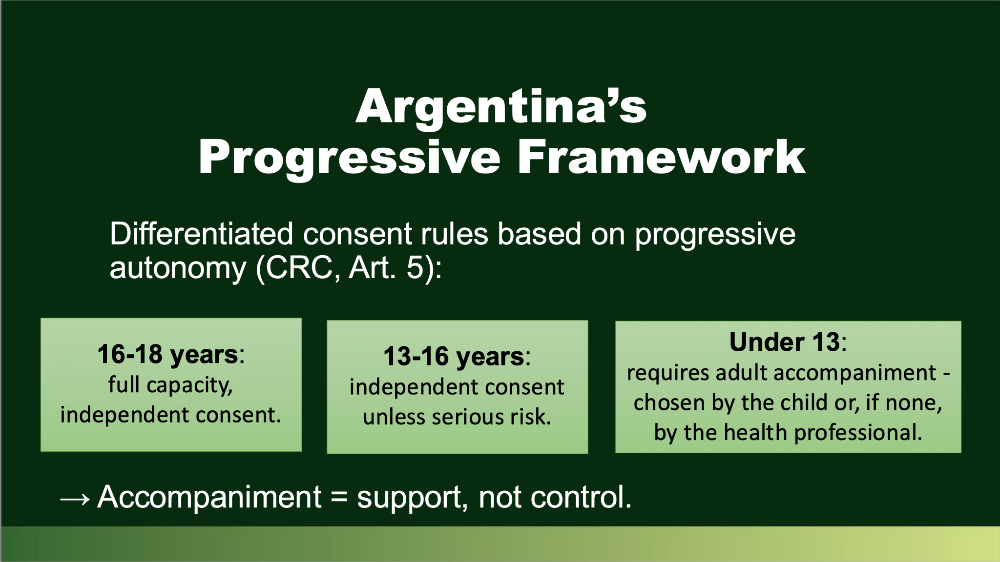 Argentina’s
Progressive Framework
Differentiated consent rules based on progressive
autonomy (CRC, Art. 5):
16-18 years:
full capacity,
independent consent.
13-16 years:
independent consent
unless serious risk.
Under 13:
requires adult accompaniment -
chosen by the child or, if none,
by the health professional.
→ Accompaniment = support, not control.